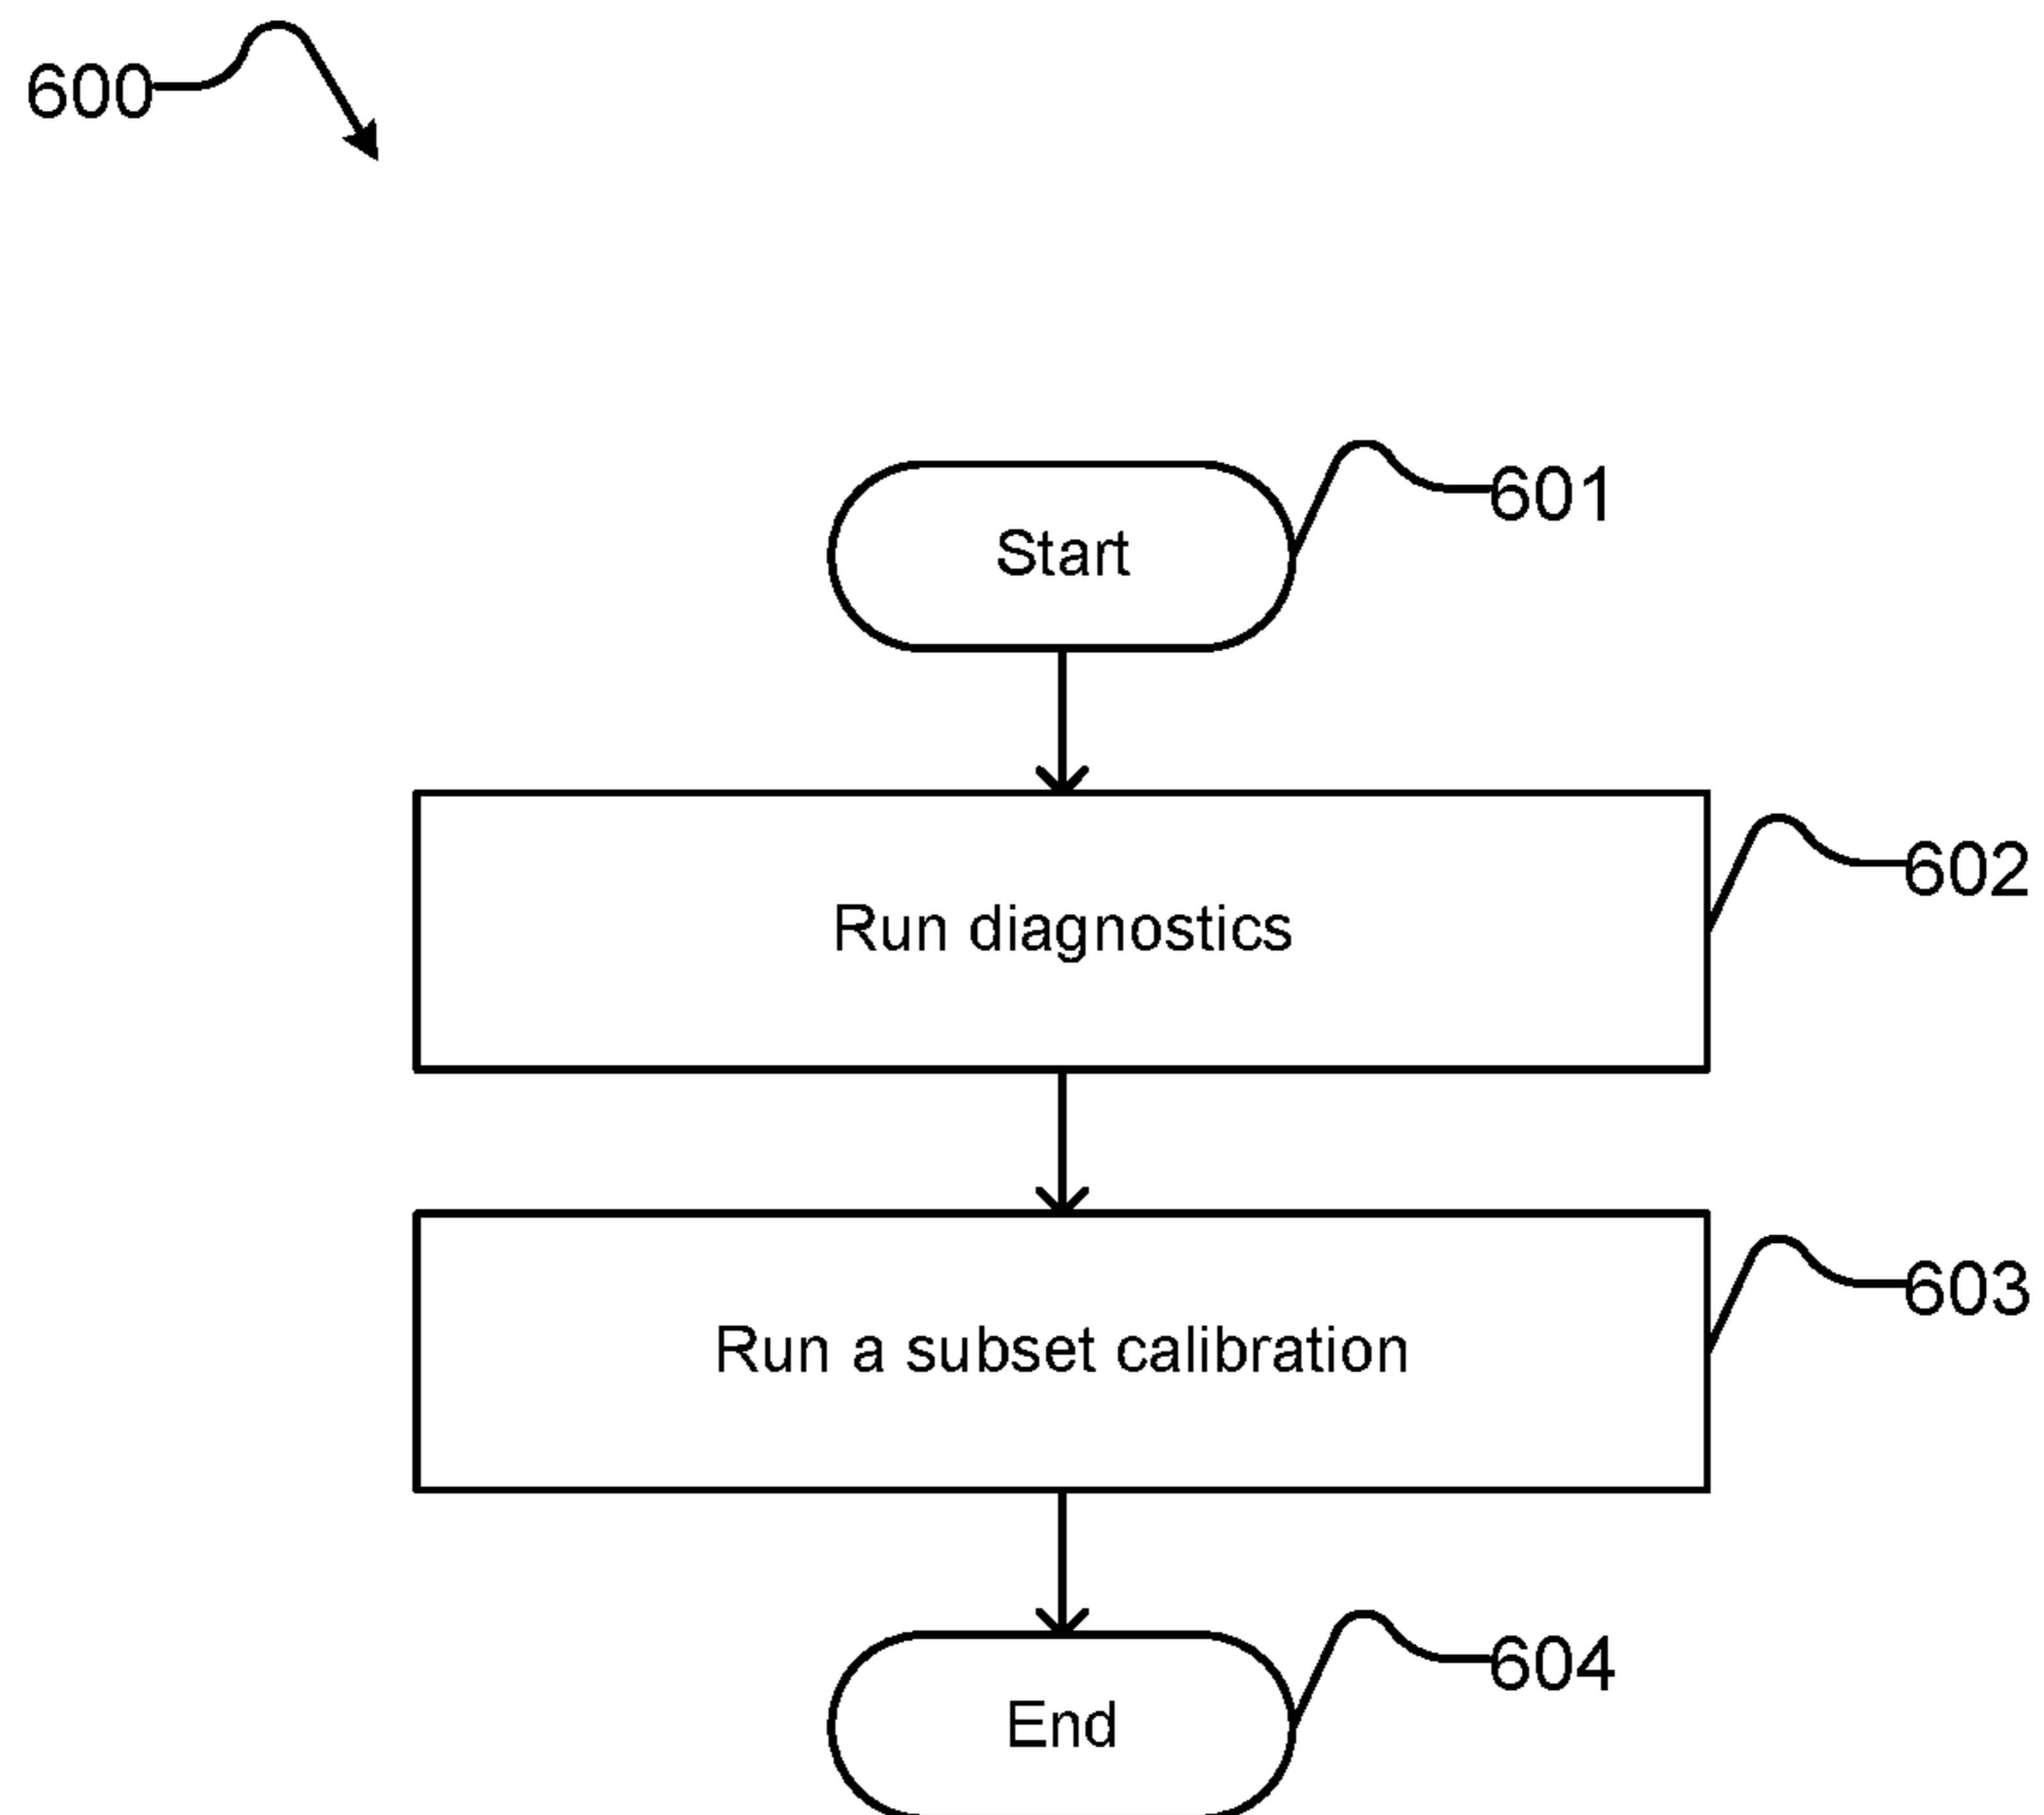 600
Start
601
Run diagnostics
602
Run a subset calibration
603
End
604